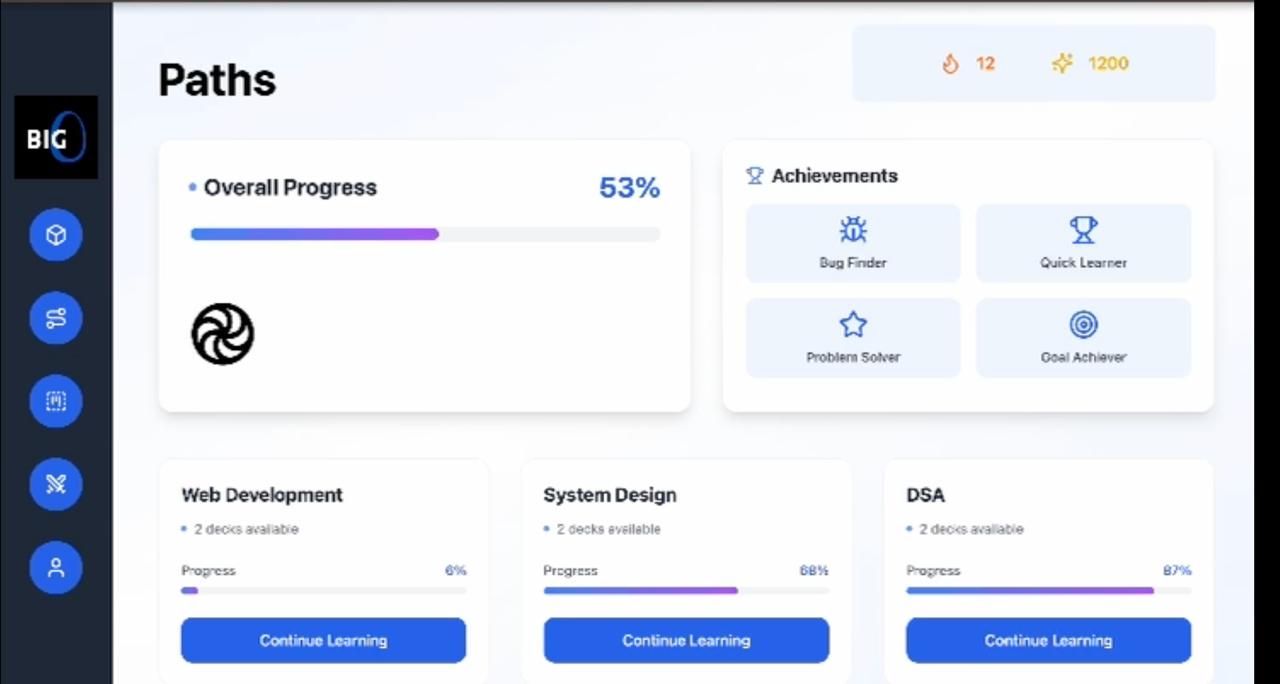 Paths
12
1200
BIGO
Overall Progress
53%
Achievements
Bug Finder
Quick Learner
Problem Solver
Goal Achiever
Web Development
2 decks available
Progress
6%
Continue Learning
System Design
2 decks available
Progress
68%
Continue Learning
DSA
2 decks available
Progress
87%
Continue Learning